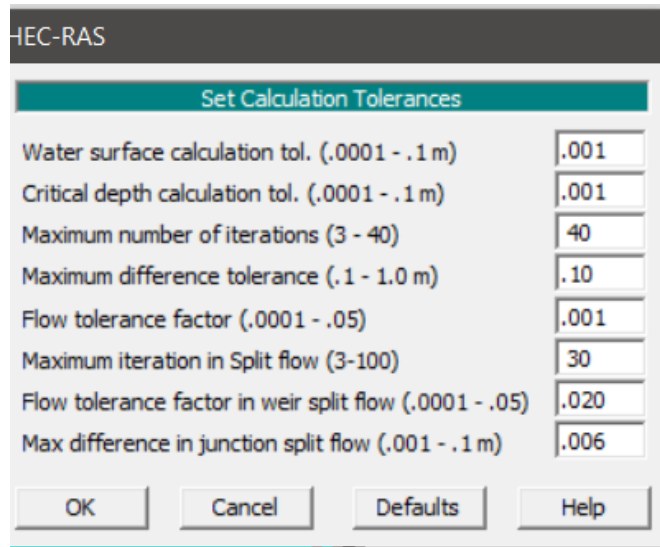 HEC-RAS
Set Calculation Tolerances
Water surface calculation tol. (.0001 - .1 m) .001
Critical depth calculation tol. (.0001 - .1 m) .001
Maximum number of iterations (3 - 40) 40
Maximum difference tolerance (.1 - 1.0 m) .10
Flow tolerance factor (.0001 - .05) .001
Maximum iteration in Split flow (3-100) 30
Flow tolerance factor in weir split flow (.0001 - .05) .020
Max difference in junction split flow (.001 - .1 m) .006
OK Cancel Defaults Help